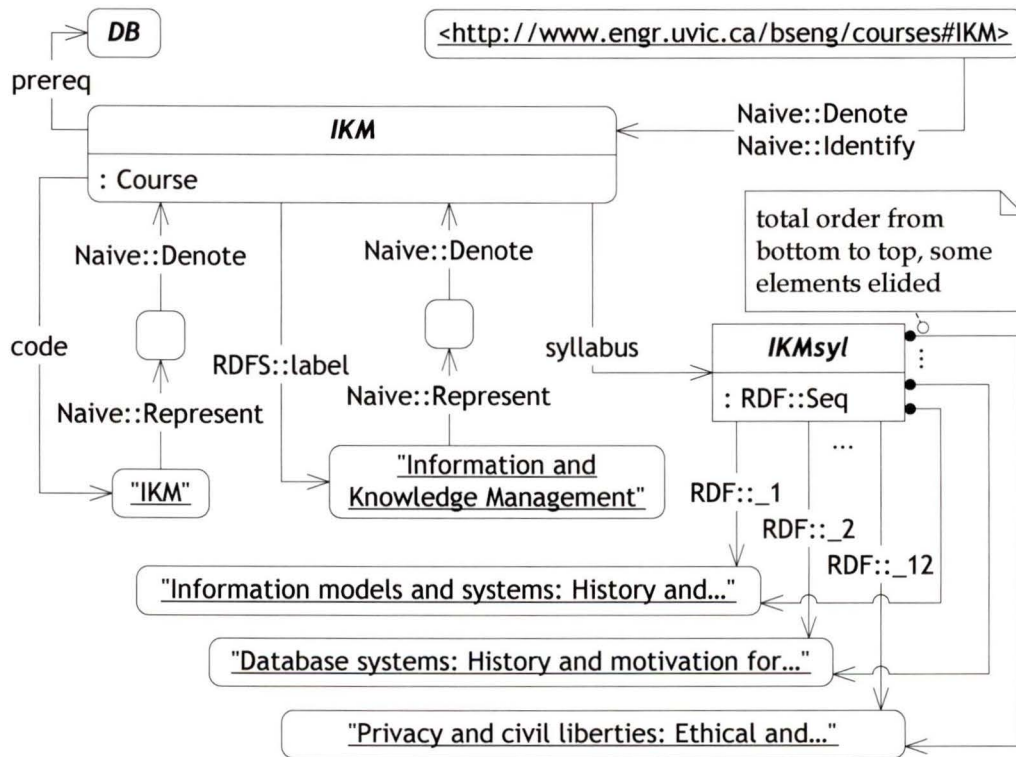 DB
<http://www.engr.uvic.ca/bseng/courses#IKM>
prereq
IKM
Naive::Denote
Naive::Identify
: Course
total order from
bottom to top, some
elements elided
Naive::Denote
Naive::Denote
code
RDFS::label
syllabus
IKMsyl
⋮
: RDF::Seq
Naive::Represent
Naive::Represent
...
"IKM"
"Information and
Knowledge Management"
RDF::_1
RDF::_2
RDF::_12
"Information models and systems: History and..."
"Database systems: History and motivation for..."
"Privacy and civil liberties: Ethical and..."